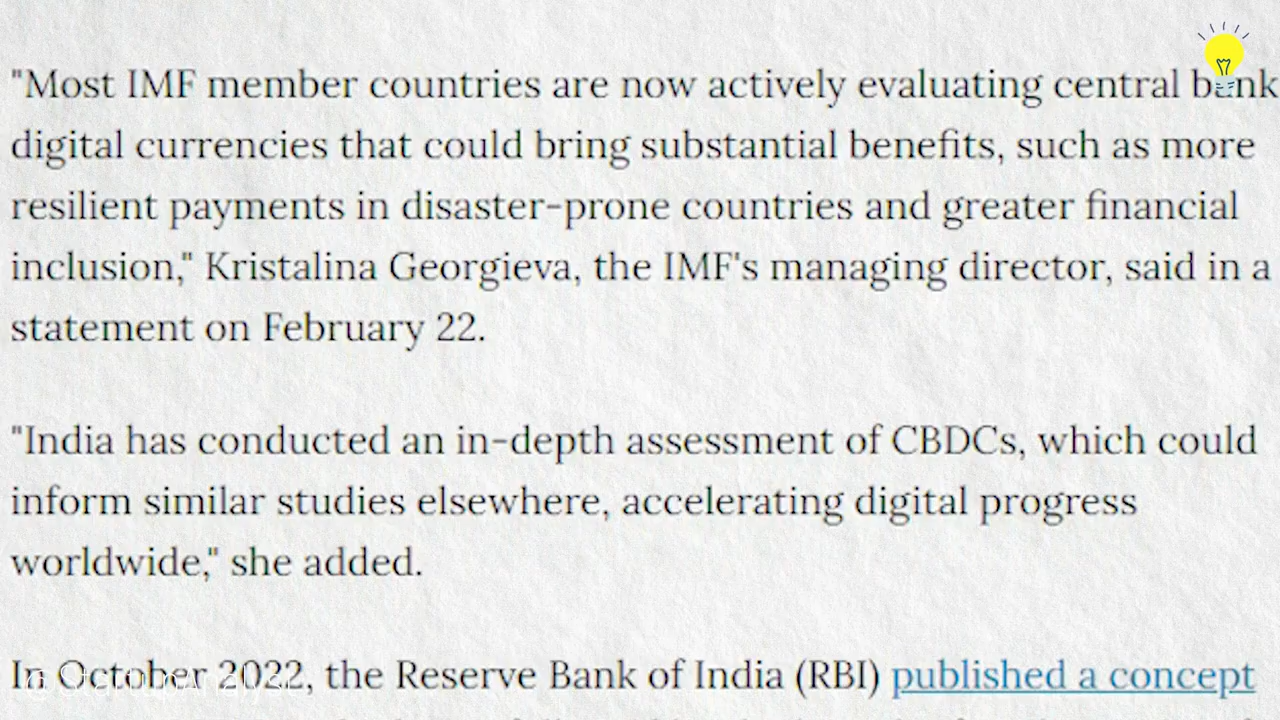 "Most IMF member countries are now actively evaluating central bank
digital currencies that could bring substantial benefits, such as more
resilient payments in disaster-prone countries and greater financial
inclusion," Kristalina Georgieva, the IMF's managing director, said in a
statement on February 22.
"India has conducted an in-depth assessment of CBDCs, which could
inform similar studies elsewhere, accelerating digital progress
worldwide," she added.
In October 2022, the Reserve Bank of India (RBI) published a concept